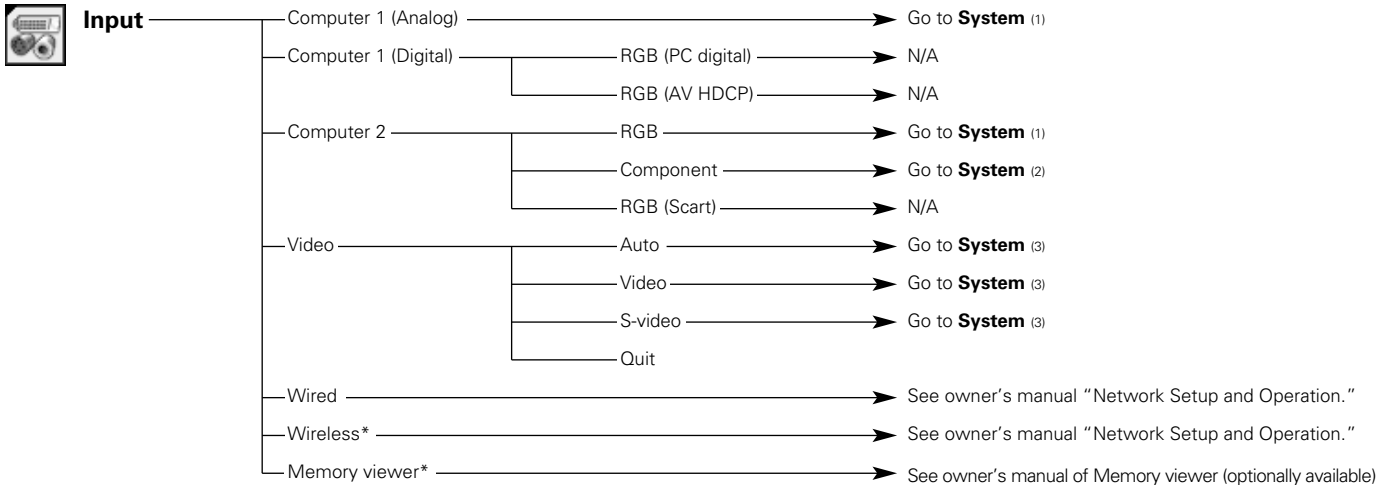 Input
Computer 1 (Analog) Go to System (1)
Computer 1 (Digital) RGB (PC digital) N/A
RGB (AV HDCP) N/A
Computer 2 RGB Go to System (1)
Component Go to System (2)
RGB (Scart) N/A
Video Auto Go to System (3)
Video Go to System (3)
S-video Go to System (3)
Quit
Wired See owner’s manual “Network Setup and Operation.”
Wireless* See owner’s manual “Network Setup and Operation.”
Memory viewer* See owner’s manual of Memory viewer (optionally available)